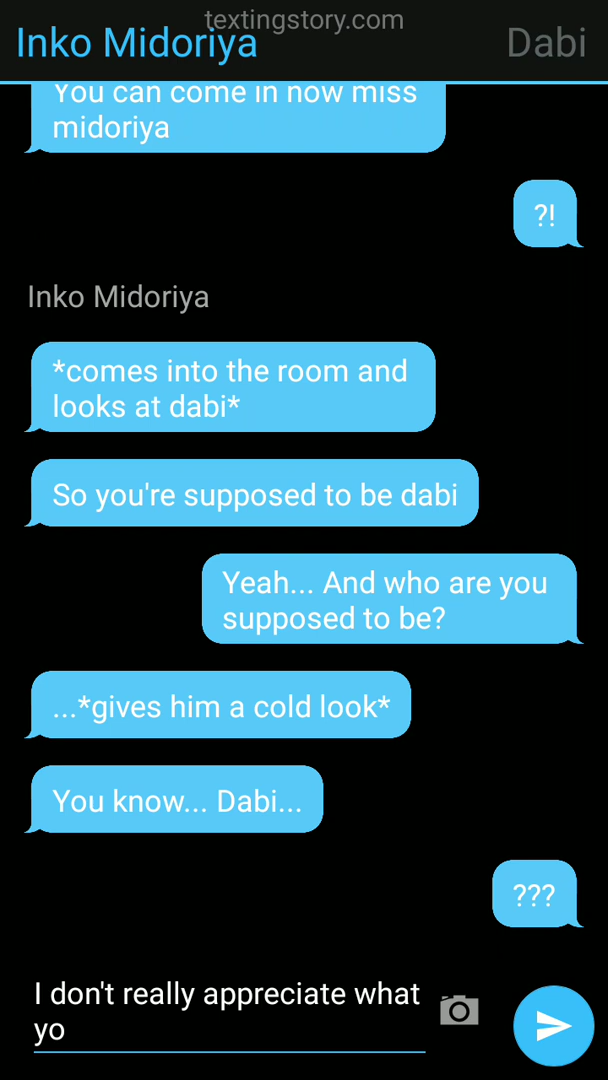 textingstory.com
Inko Midoriya
Dabi
You can come in now miss
midoriya
?!
Inko Midoriya
*comes into the room and
looks at dabi*
So you're supposed to be dabi
Yeah... And who are you
supposed to be?
...*gives him a cold look*
You know... Dabi...
???
I don't really appreciate what
yo